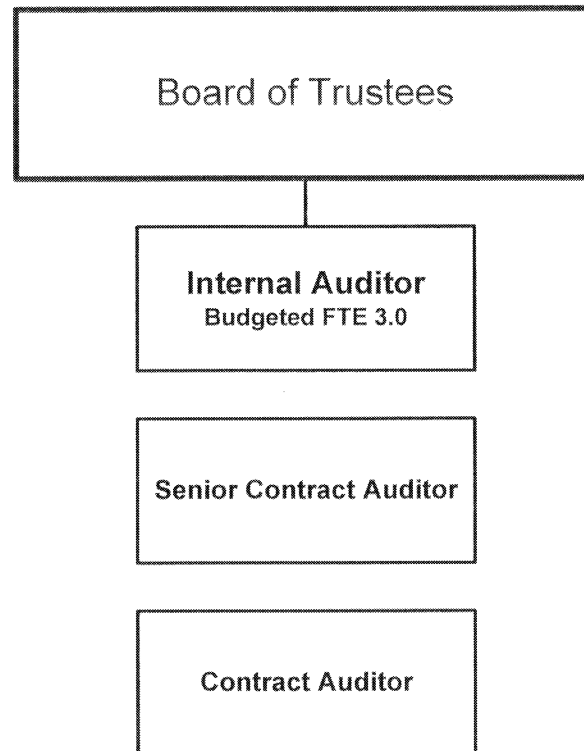 Board of Trustees
Internal Auditor
Budgeted FTE 3.0
Senior Contract Auditor
Contract Auditor